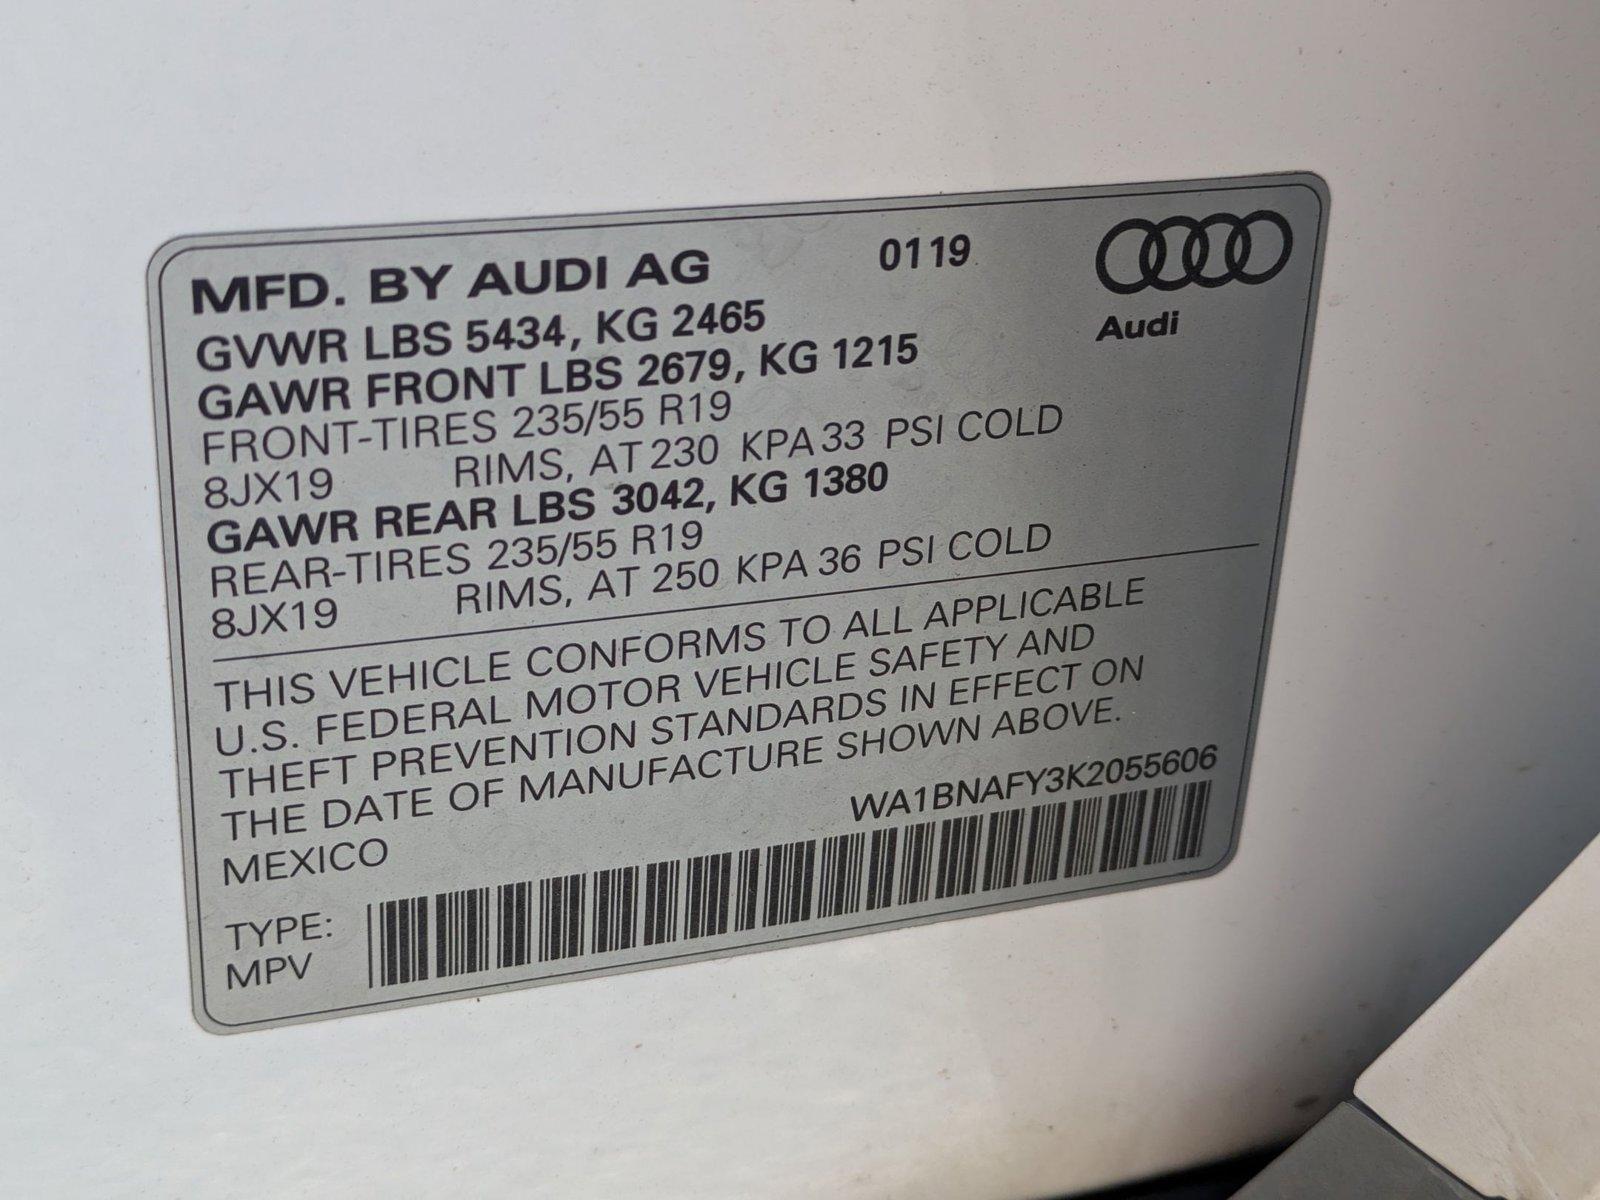 MFD. BY AUDI AG 0119
Audi
GVWR LBS 5434, KG 2465
GAWR FRONT LBS 2679, KG 1215
FRONT-TIRES 235/55 R19
8JX19 RIMS, AT 230 KPA 33 PSI COLD
GAWR REAR LBS 3042, KG 1380
REAR-TIRES 235/55 R19
8JX19 RIMS, AT 250 KPA 36 PSI COLD
THIS VEHICLE CONFORMS TO ALL APPLICABLE
U.S. FEDERAL MOTOR VEHICLE SAFETY AND
THEFT PREVENTION STANDARDS IN EFFECT ON
THE DATE OF MANUFACTURE SHOWN ABOVE.
MEXICO WA1BNAFY3K2055606
TYPE:
MPV